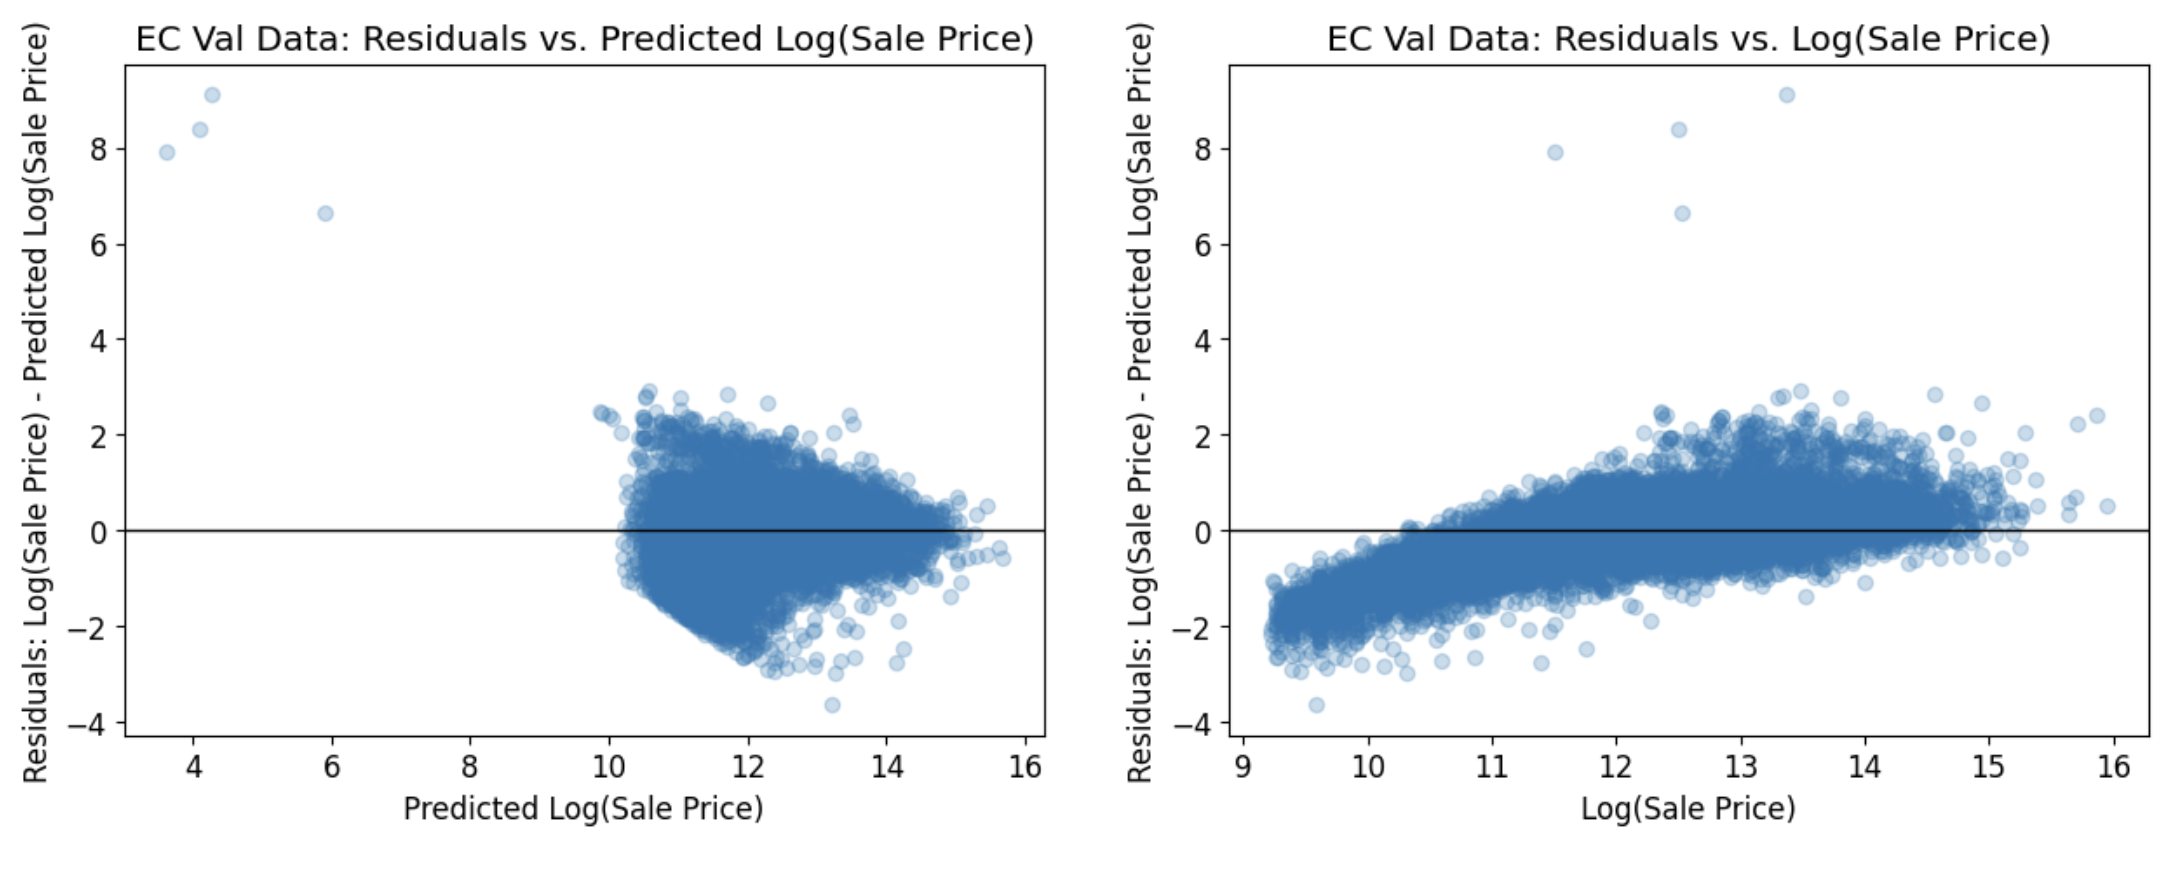 EC Val Data: Residuals vs. Predicted Log(Sale Price)
Residuals: Log(Sale Price) - Predicted Log(Sale Price)
8
6
4
2
0
−2
−4
4 6 8 10 12 14 16
Predicted Log(Sale Price)
EC Val Data: Residuals vs. Log(Sale Price)
Residuals: Log(Sale Price) - Predicted Log(Sale Price)
8
6
4
2
0
−2
−4
9 10 11 12 13 14 15 16
Log(Sale Price)